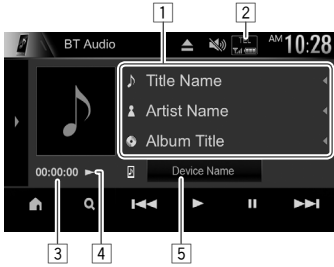 1 2
BT Audio TEL AM 10:28
Title Name
Artist Name
Album Title
00:00:00 Device Name
3 4 5